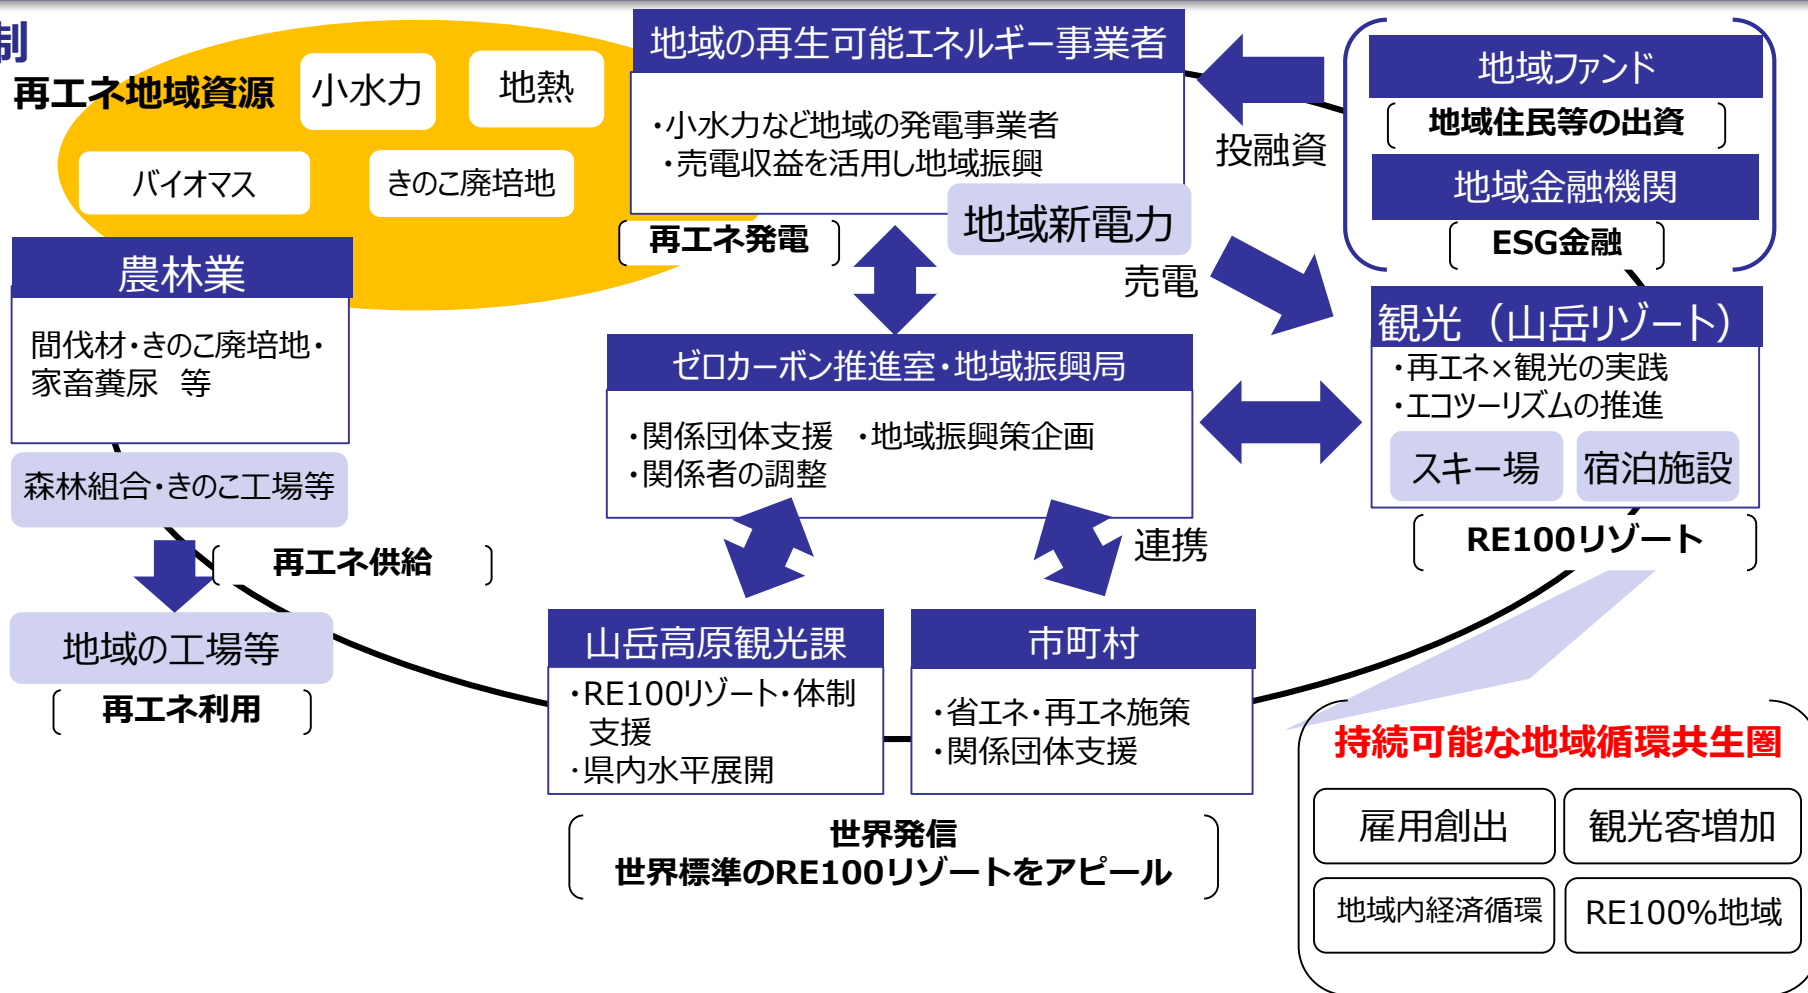 制
再エネ地域資源
小水力
地熱
バイオマス
きのこ廃培地
地域の再生可能エネルギー事業者
・小水力など地域の発電事業者
・売電収益を活用し地域振興
地域新電力
再エネ発電
投融資
地域ファンド
地域住民等の出資
地域金融機関
ESG金融
売電
農林業
間伐材・きのこ廃培地・
家畜糞尿 等
森林組合・きのこ工場等
再エネ供給
地域の工場等
再エネ利用
ゼロカーボン推進室・地域振興局
・関係団体支援 ・地域振興策企画
・関係者の調整
観光（山岳リゾート）
・再エネ×観光の実践
・エコツーリズムの推進
スキー場
宿泊施設
RE100リゾート
連携
山岳高原観光課
・RE100リゾート・体制
支援
・県内水平展開
市町村
・省エネ・再エネ施策
・関係団体支援
世界発信
世界標準のRE100リゾートをアピール
持続可能な地域循環共生圏
雇用創出
観光客増加
地域内経済循環
RE100%地域